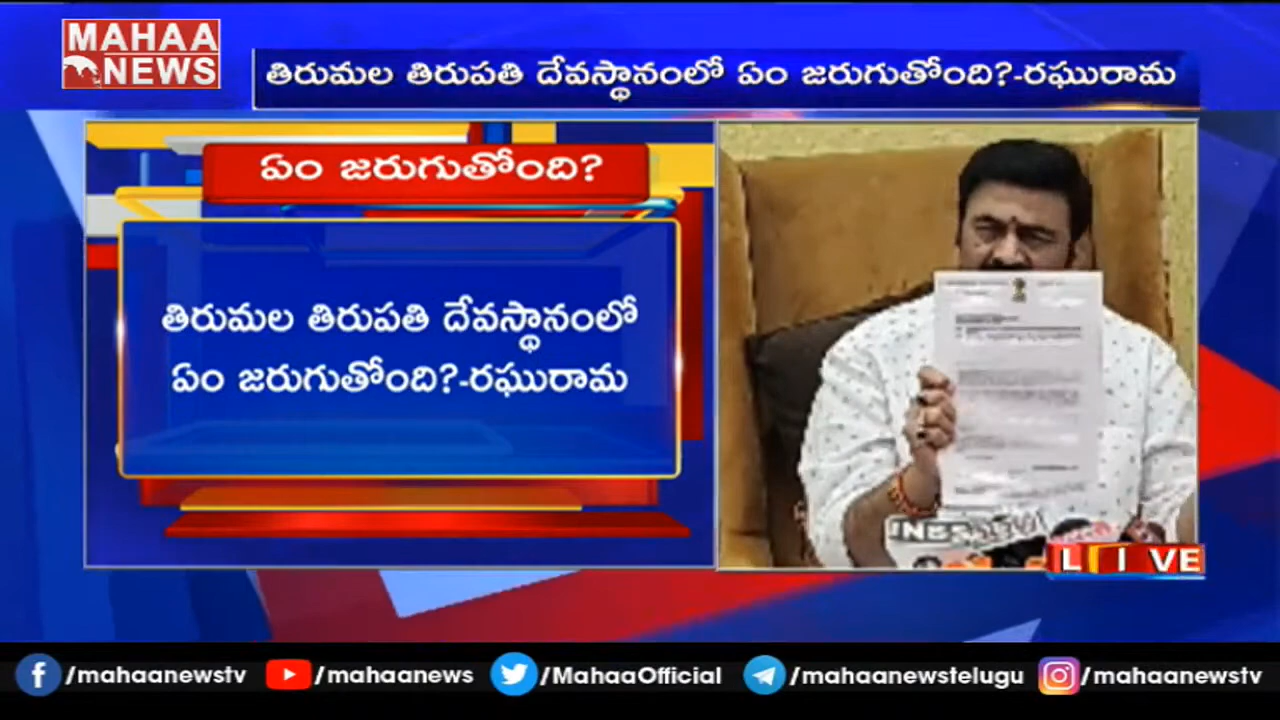 MAHAA
NEWS
తిరుమల తిరుపతి దేవస్థానంలో ఏం జరుగుతోంది?-రఘురామ
ఏం జరుగుతోంది?
తిరుమల తిరుపతి దేవస్థానంలో
ఏం జరుగుతోంది?-రఘురామ
LIVE
/mahaanewstv
/mahaanews
/MahaaOfficial
/mahaanewstelugu
/mahaanewstv